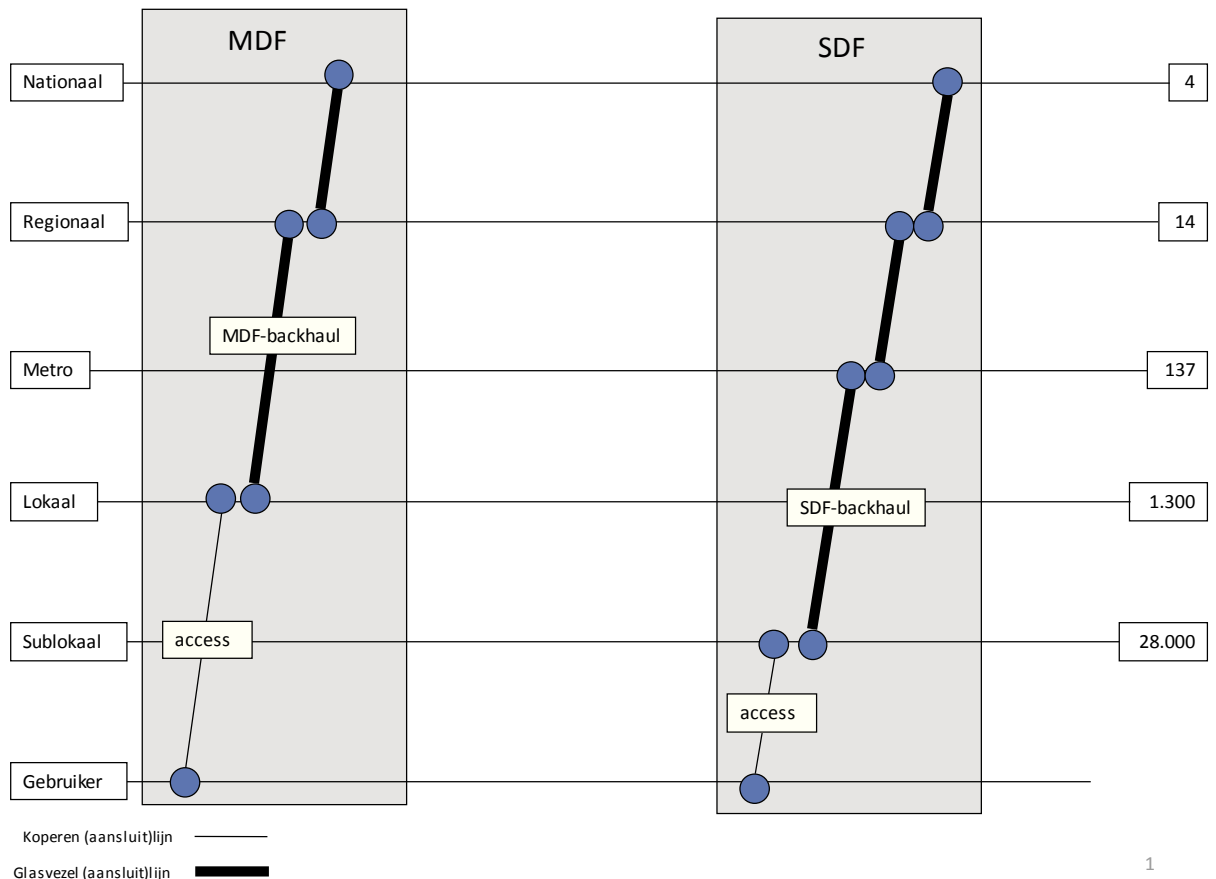 MDF
SDF
Nationaal
4
Regionaal
14
MDF-backhaul
Metro
137
Lokaal
SDF-backhaul
1.300
Sublokaal
access
28.000
access
Gebruiker
Koperen (aansluit)lijn
Glasvezel (aansluit)lijn
1